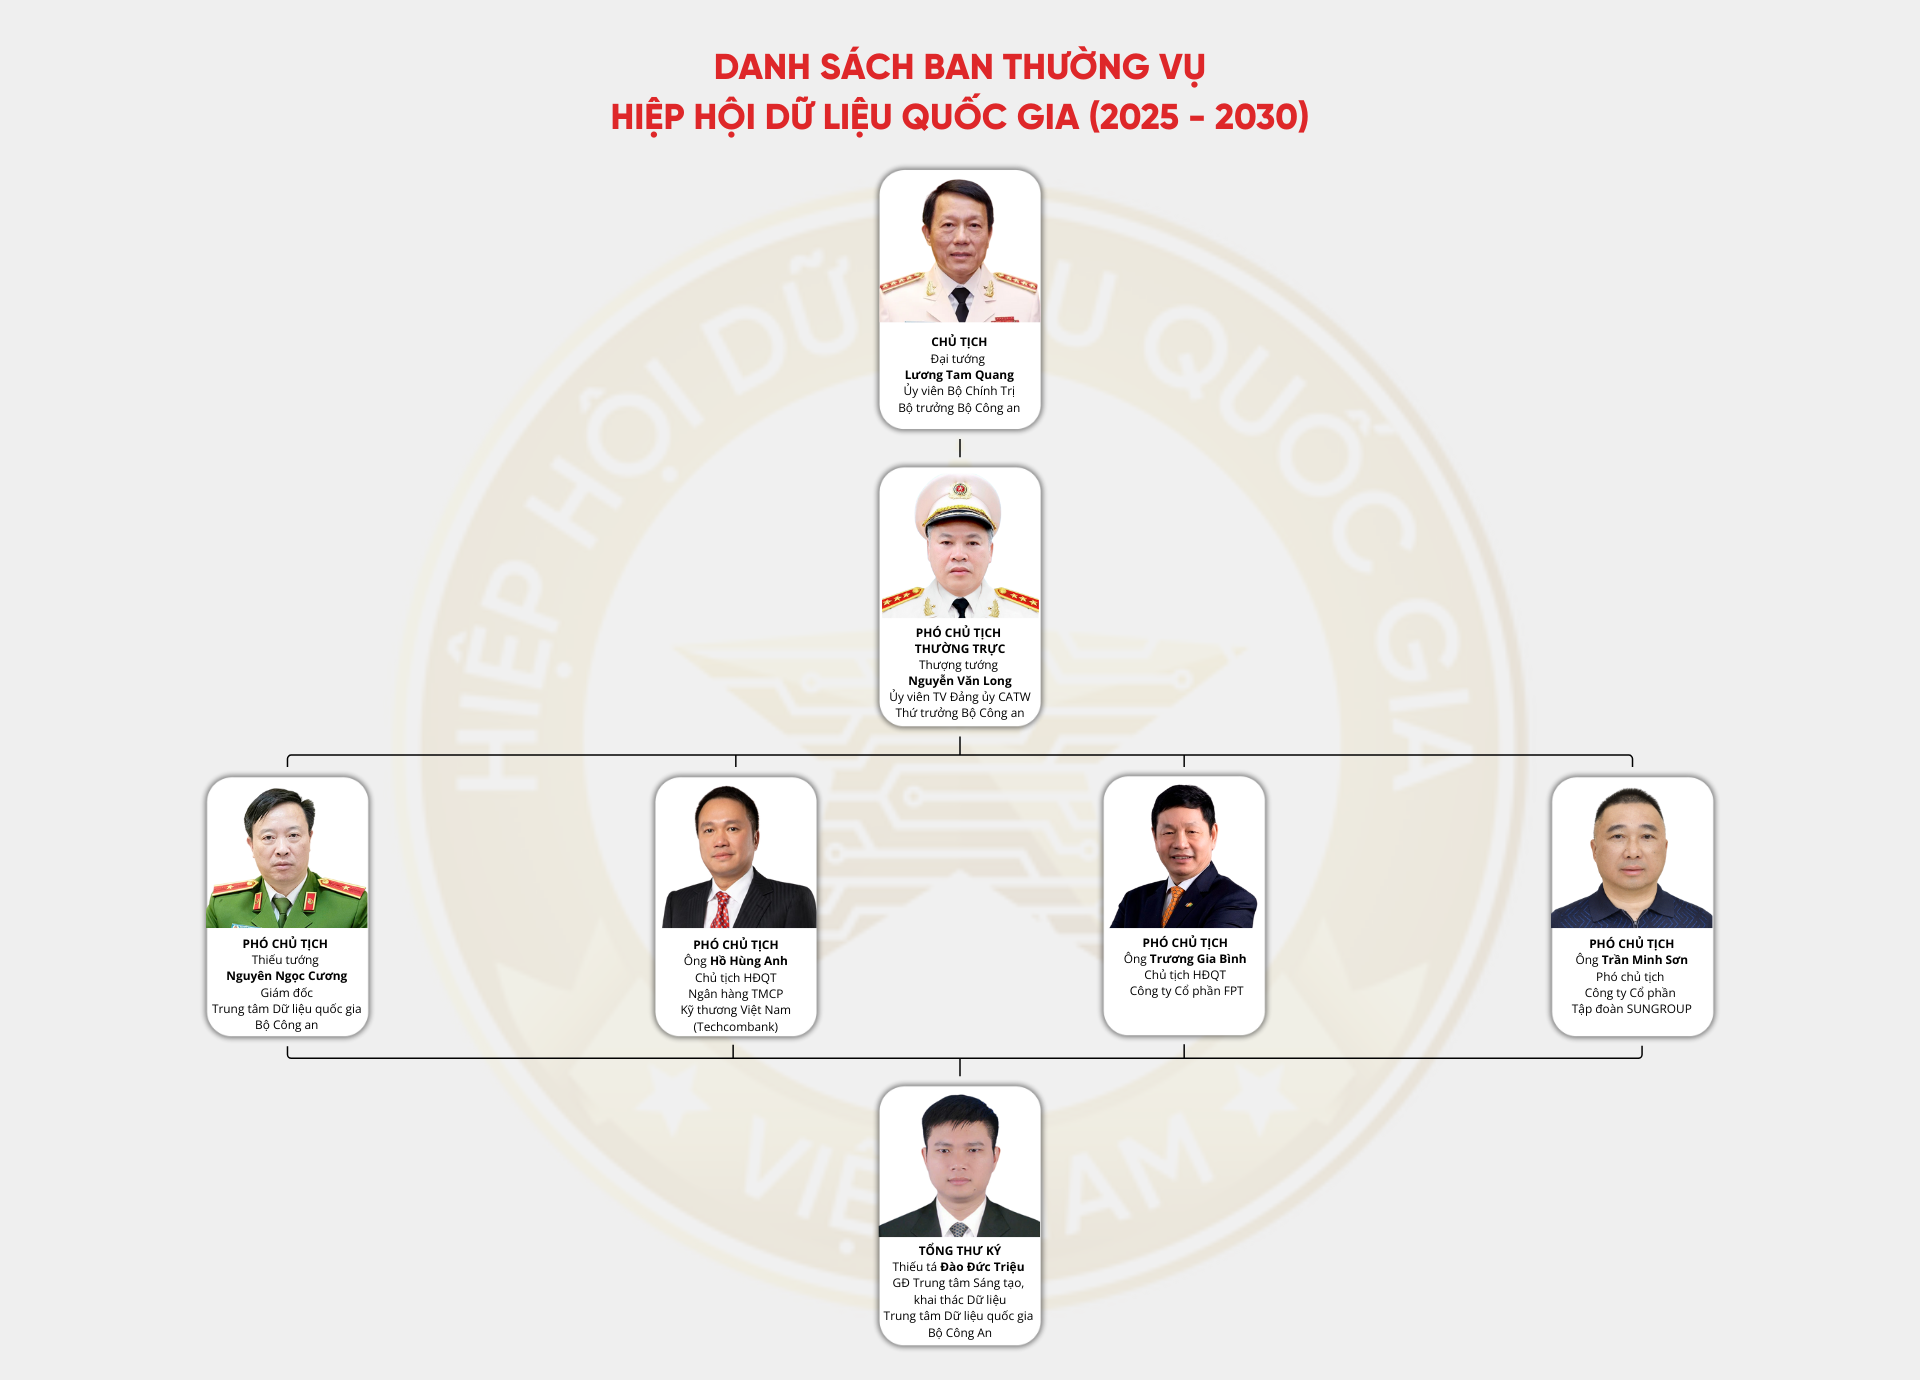 DANH SÁCH BAN THƯỜNG VỤ
HIỆP HỘI DỮ LIỆU QUỐC GIA (2025 - 2030)
CHỦ TỊCH
Đại tướng
Lương Tam Quang
Ủy viên Bộ Chính Trị
Bộ trưởng Bộ Công an
PHÓ CHỦ TỊCH
THƯỜNG TRỰC
Thượng tướng
Nguyễn Văn Long
Ủy viên TV Đảng ủy CATW
Thứ trưởng Bộ Công an
PHÓ CHỦ TỊCH
Thiếu tướng
Nguyên Ngọc Cương
Giám đốc
Trung tâm Dữ liệu quốc gia
Bộ Công an
PHÓ CHỦ TỊCH
Ông Hồ Hùng Anh
Chủ tịch HĐQT
Ngân hàng TMCP
Kỹ thương Việt Nam
(Techcombank)
PHÓ CHỦ TỊCH
Ông Trương Gia Bình
Chủ tịch HĐQT
Công ty Cổ phần FPT
PHÓ CHỦ TỊCH
Ông Trần Minh Sơn
Phó chủ tịch
Công ty Cổ phần
Tập đoàn SUNGROUP
TỔNG THƯ KÝ
Thiếu tá Đào Đức Triệu
GĐ Trung tâm Sáng tạo,
khai thác Dữ liệu
Trung tâm Dữ liệu quốc gia
Bộ Công An
HIỆP HỘI DỮ U QUỐC GIA
VIỆ AM